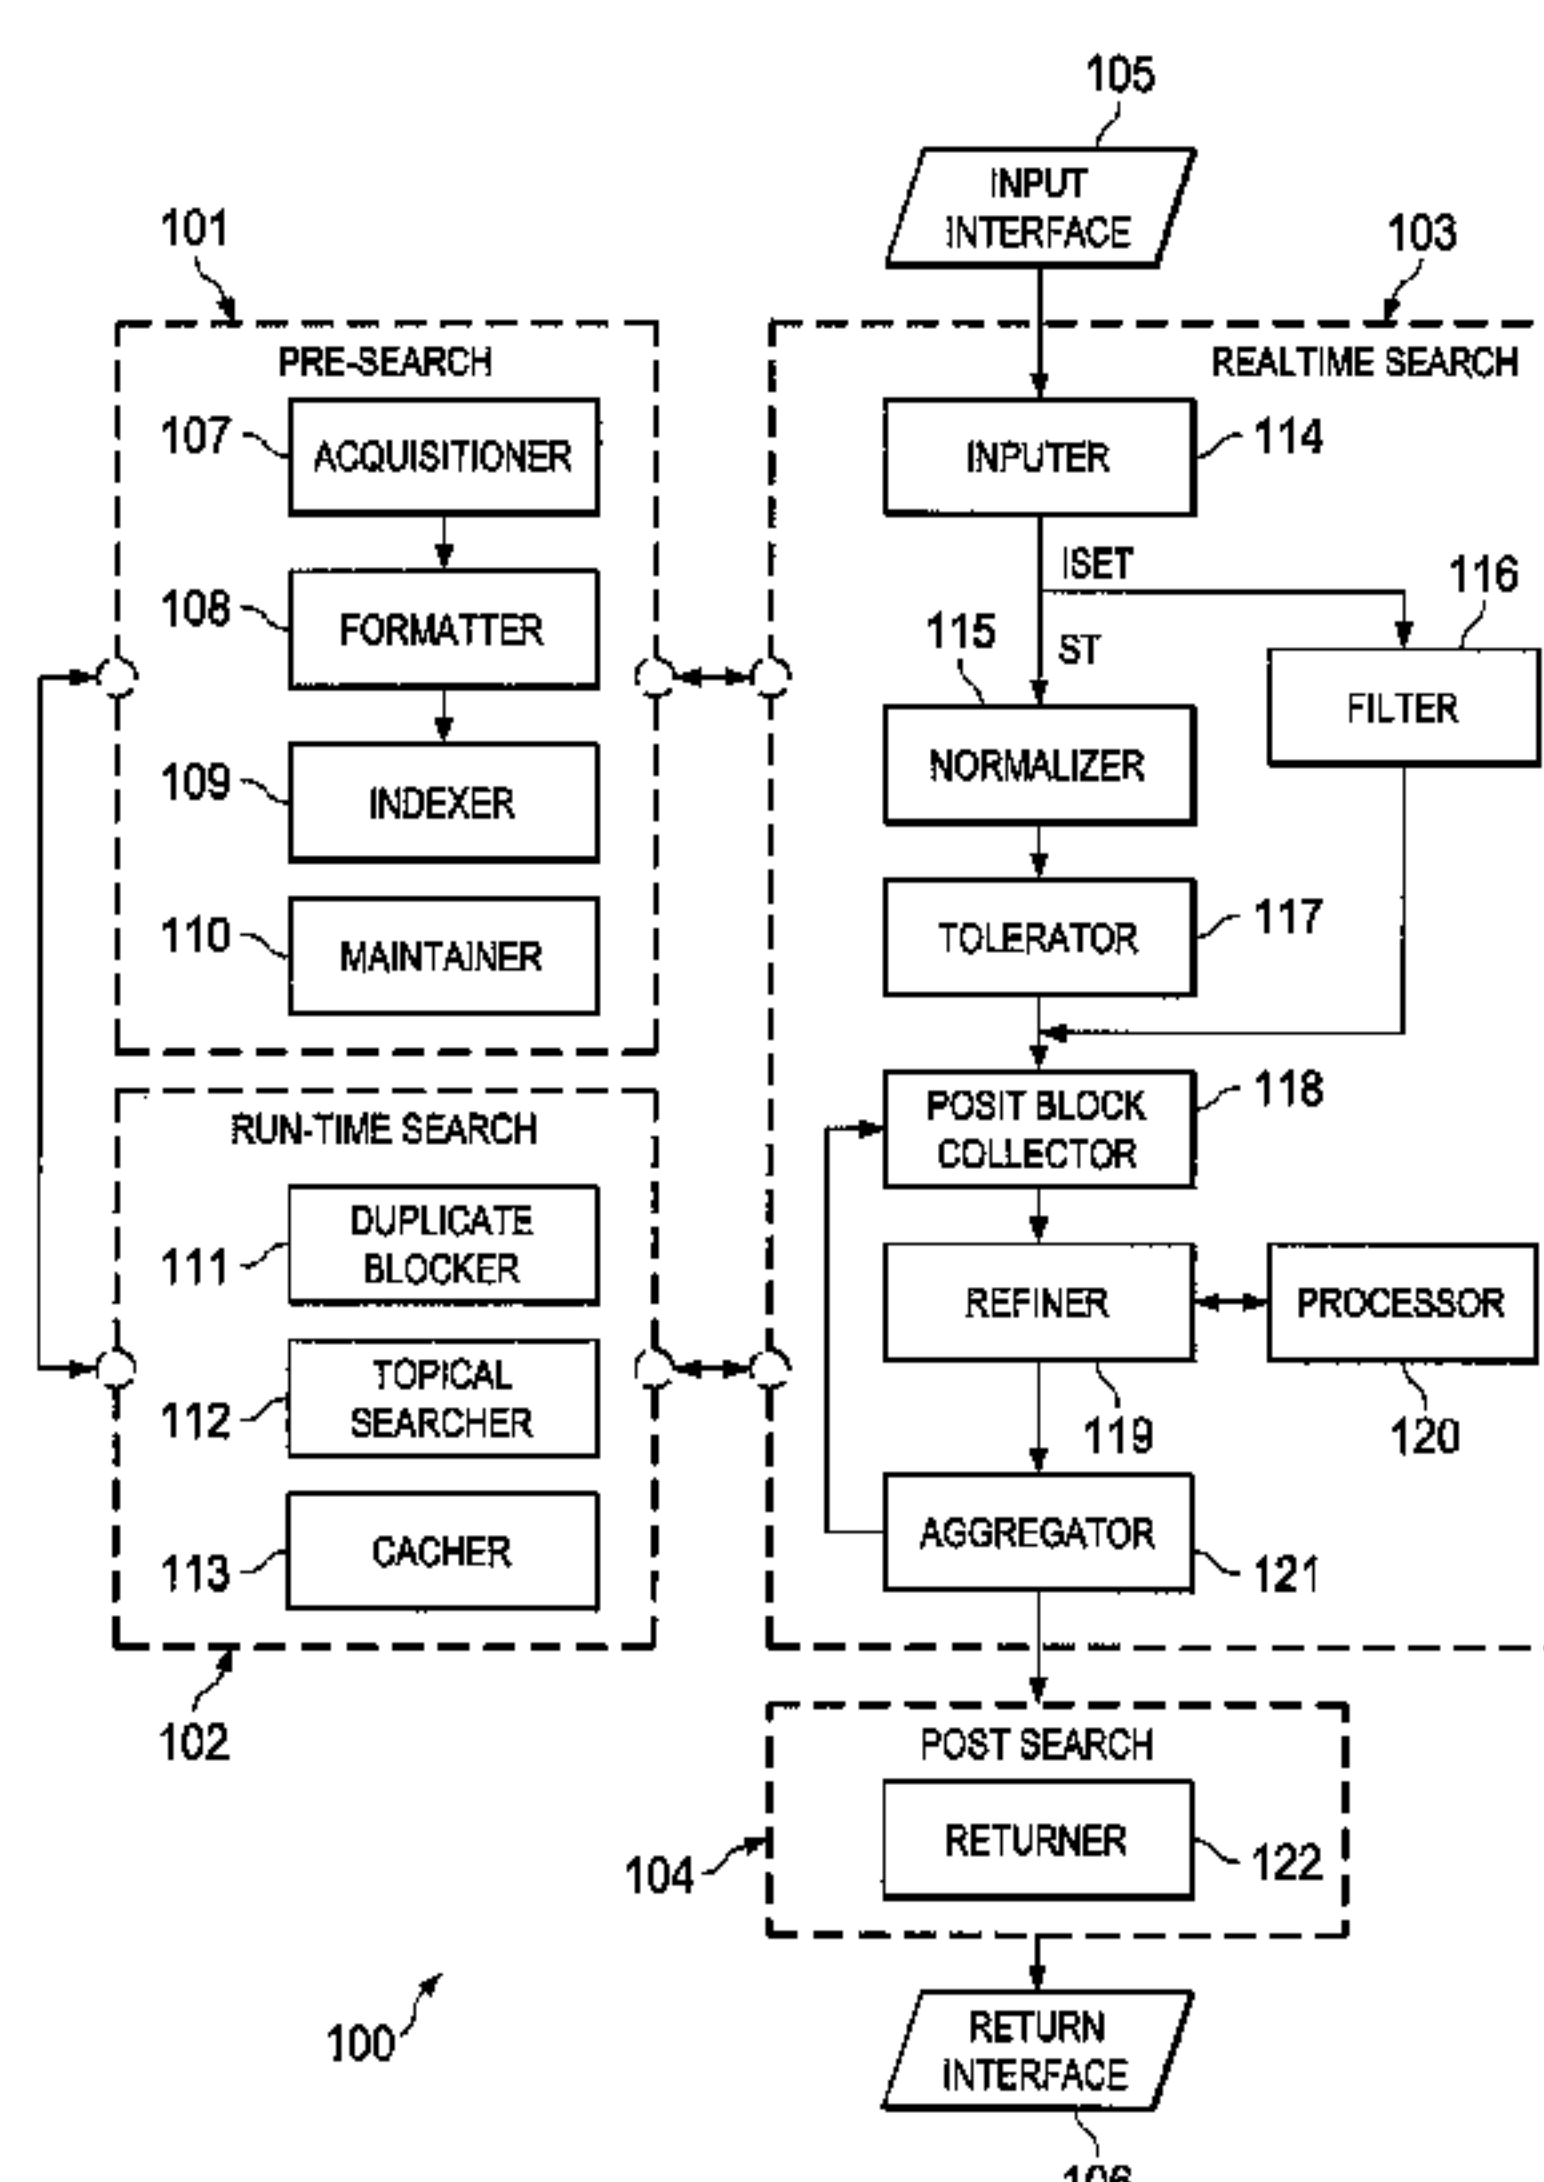 105
INPUT
INTERFACE
101
103
PRE-SEARCH
REALTIME SEARCH
107
ACQUISITIONER
INPUTER
114
ISET
116
108
FORMATTER
115
ST
FILTER
NORMALIZER
109
INDEXER
TOLERATOR
117
110
MAINTAINER
118
POSIT BLOCK
COLLECTOR
RUN-TIME SEARCH
111
DUPLICATE
BLOCKER
REFINER
PROCESSOR
112
TOPICAL
SEARCHER
119
120
AGGREGATOR
113
CACHER
121
102
POST SEARCH
RETURNER
104
122
100
RETURN
INTERFACE
106